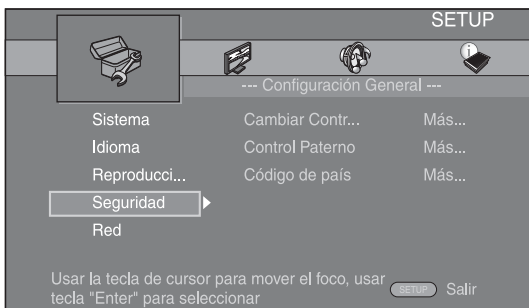 SETUP
--- Configuración General ---
Sistema
Cambiar Contr... Más...
Idioma
Control Paterno Más...
Reproducci...
Código de país Más...
Seguridad
Red
Usar la tecla de cursor para mover el foco, usar
tecla "Enter" para seleccionar
SETUP Salir